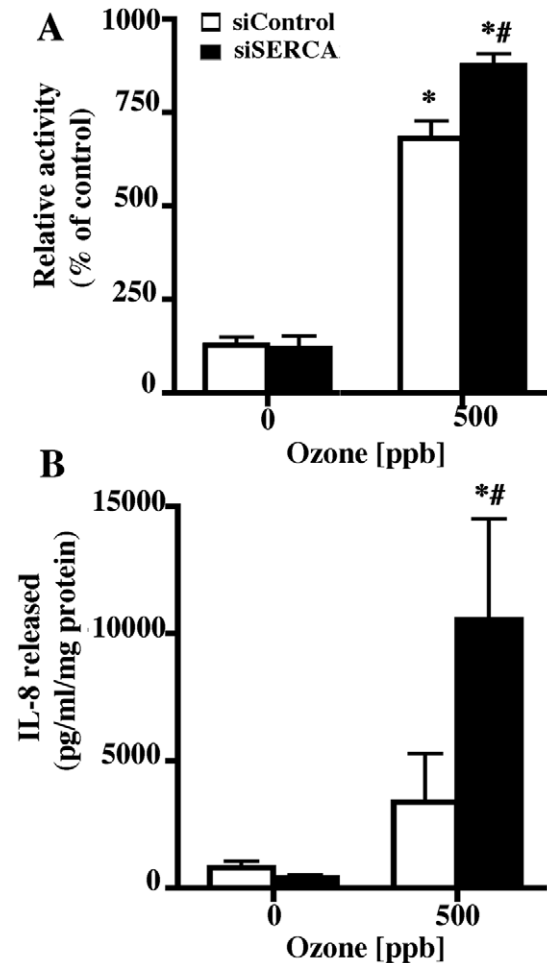 A
siControl
siSERCA
Relative activity
(% of control)
1000
750
500
250
0
*
*#
0
500
Ozone [ppb]
B
IL-8 released
(pg/ml/mg protein)
15000
10000
5000
0
*#
0
500
Ozone [ppb]